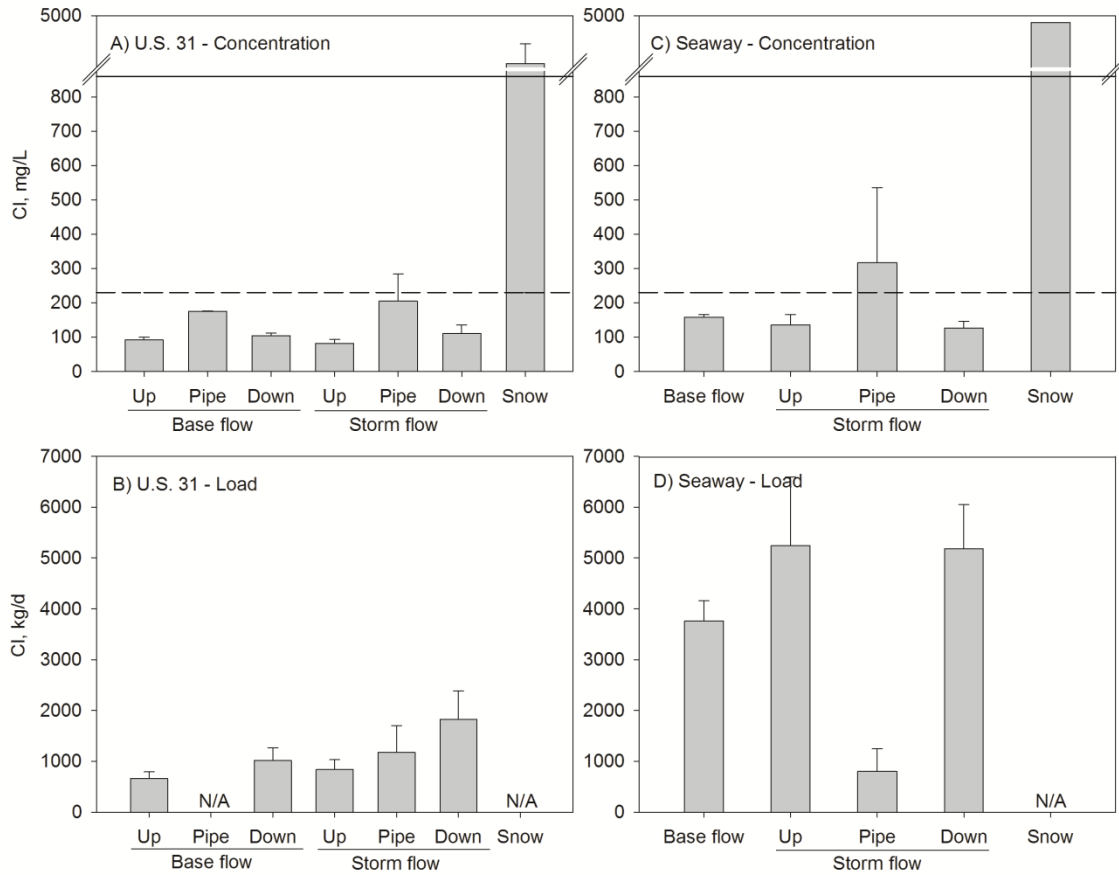 A) U.S. 31 - Concentration
5000
800
700
600
500
400
300
200
100
0
Cl, mg/L
Up Pipe Down Up Pipe Down Snow
Base flow Storm flow
C) Seaway - Concentration
5000
800
700
600
500
400
300
200
100
0
Base flow Up Pipe Down Snow
Storm flow
B) U.S. 31 - Load
7000
6000
5000
4000
3000
2000
1000
0
Cl, kg/d
N/A N/A
Up Pipe Down Up Pipe Down Snow
Base flow Storm flow
D) Seaway - Load
7000
6000
5000
4000
3000
2000
1000
0
N/A
Base flow Up Pipe Down Snow
Storm flow